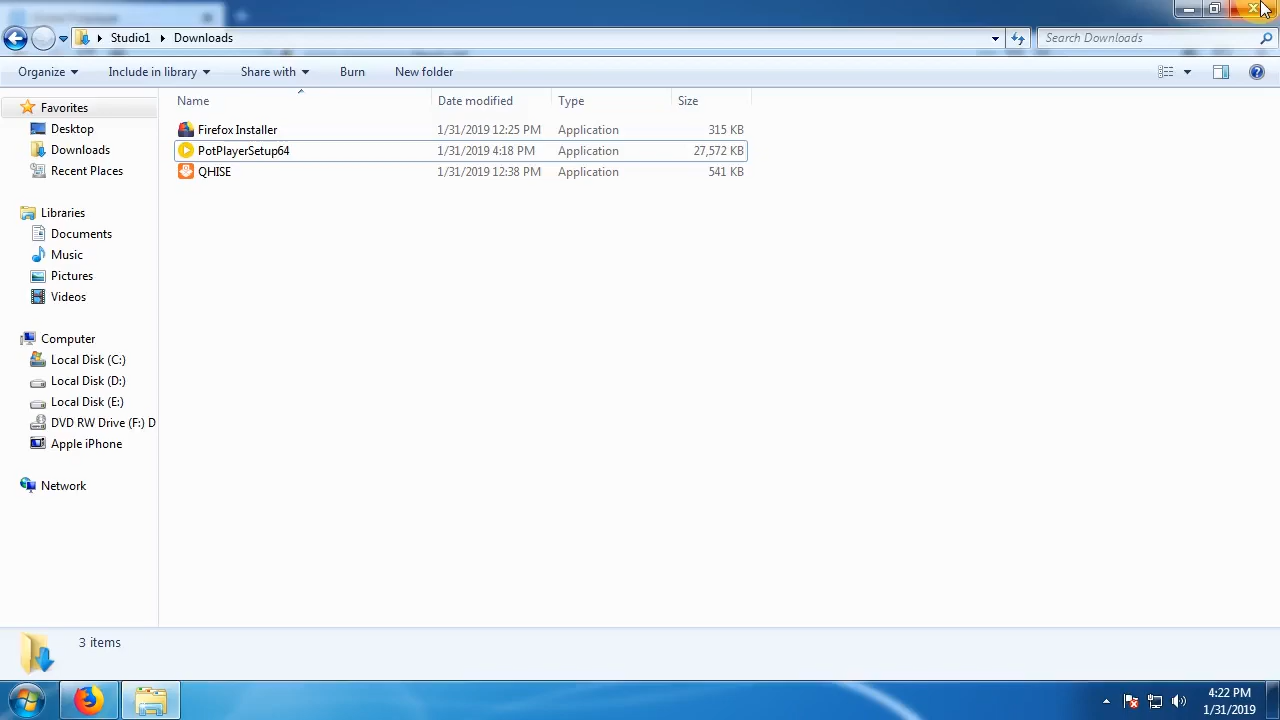 Studio1 Downloads
Search Downloads
Organize Include in library Share with Burn New folder
Name Date modified Type Size
Firefox Installer 1/31/2019 12:25 PM Application 315 KB
PotPlayerSetup64 1/31/2019 4:18 PM Application 27,572 KB
QHISE 1/31/2019 12:38 PM Application 541 KB
Favorites
Desktop
Downloads
Recent Places
Libraries
Documents
Music
Pictures
Videos
Computer
Local Disk (C:)
Local Disk (D:)
Local Disk (E:)
DVD RW Drive (F:) D
Apple iPhone
Network
3 items
4:22 PM
1/31/2019